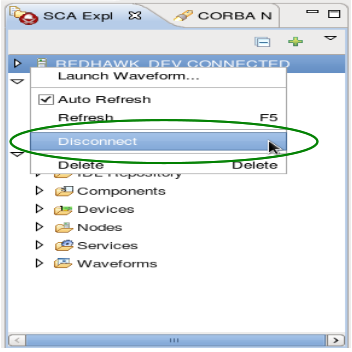 SCA Expl
CORBA N
REDHAWK_DEV CONNECTED
Launch Waveform...
Auto Refresh
Refresh F5
Disconnect
Delete Delete
IDL Repository
Components
Devices
Nodes
Services
Waveforms